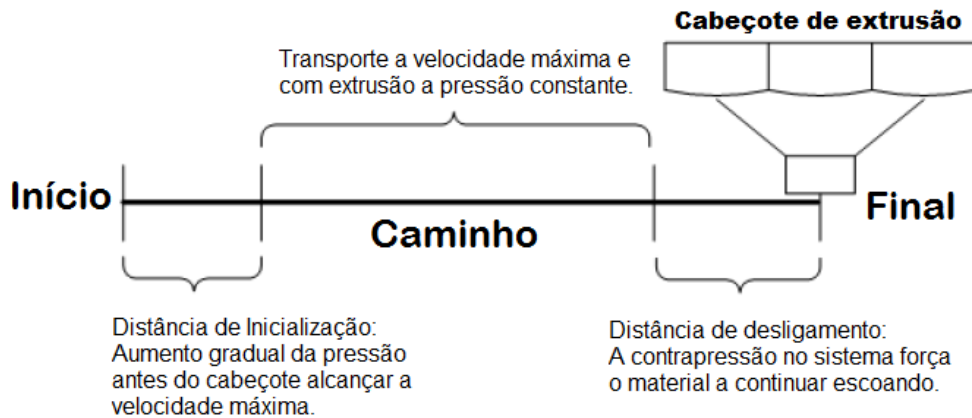 Cabeçote de extrusão
Transporte a velocidade máxima e
com extrusão a pressão constante.
Início
Final
Caminho
Distância de Inicialização:
Aumento gradual da pressão
antes do cabeçote alcançar a
velocidade máxima.
Distância de desligamento:
A contrapressão no sistema força
o material a continuar escoando.